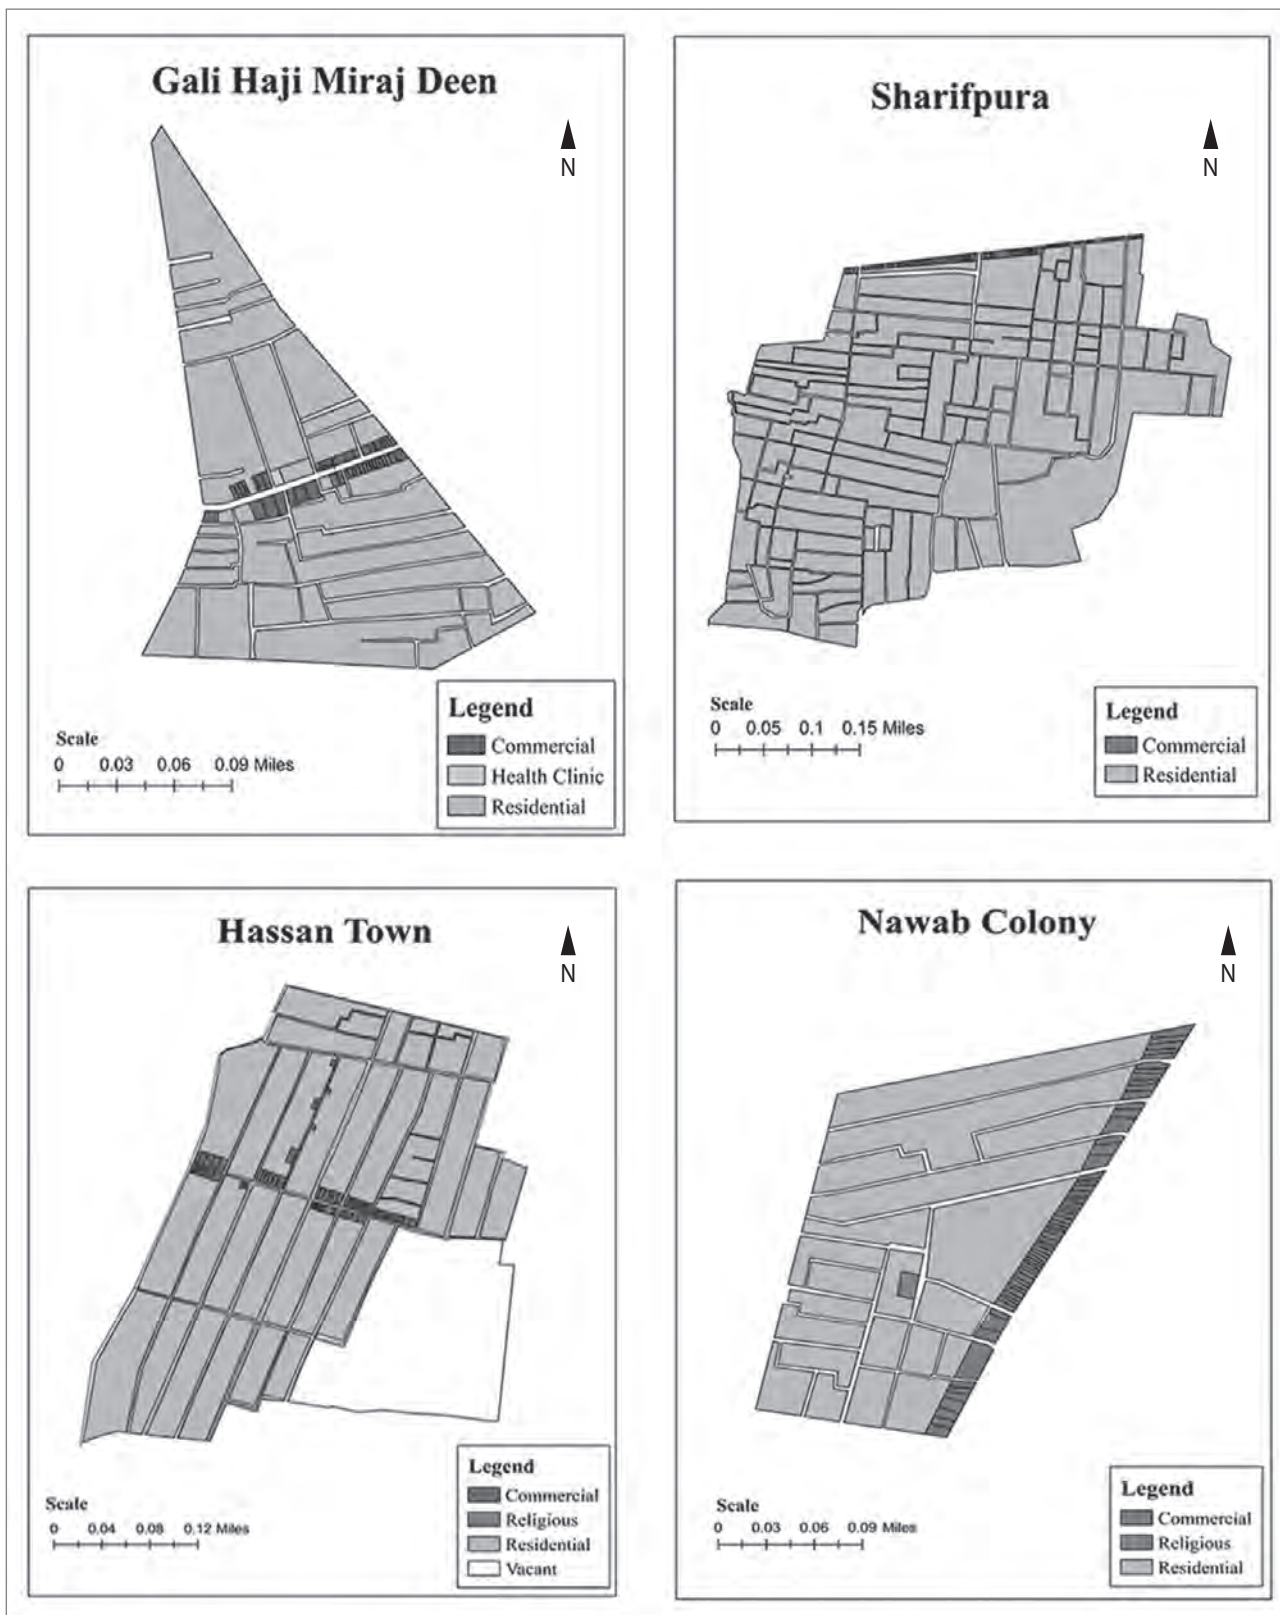 Gali Haji Miraj Deen
N
Scale
0 0.03 0.06 0.09 Miles
Legend
Commercial
Health Clinic
Residential
Sharifpura
N
Scale
0 0.05 0.1 0.15 Miles
Legend
Commercial
Residential
Hassan Town
N
Scale
0 0.04 0.08 0.12 Miles
Legend
Commercial
Religious
Residential
Vacant
Nawab Colony
N
Scale
0 0.03 0.06 0.09 Miles
Legend
Commercial
Religious
Residential